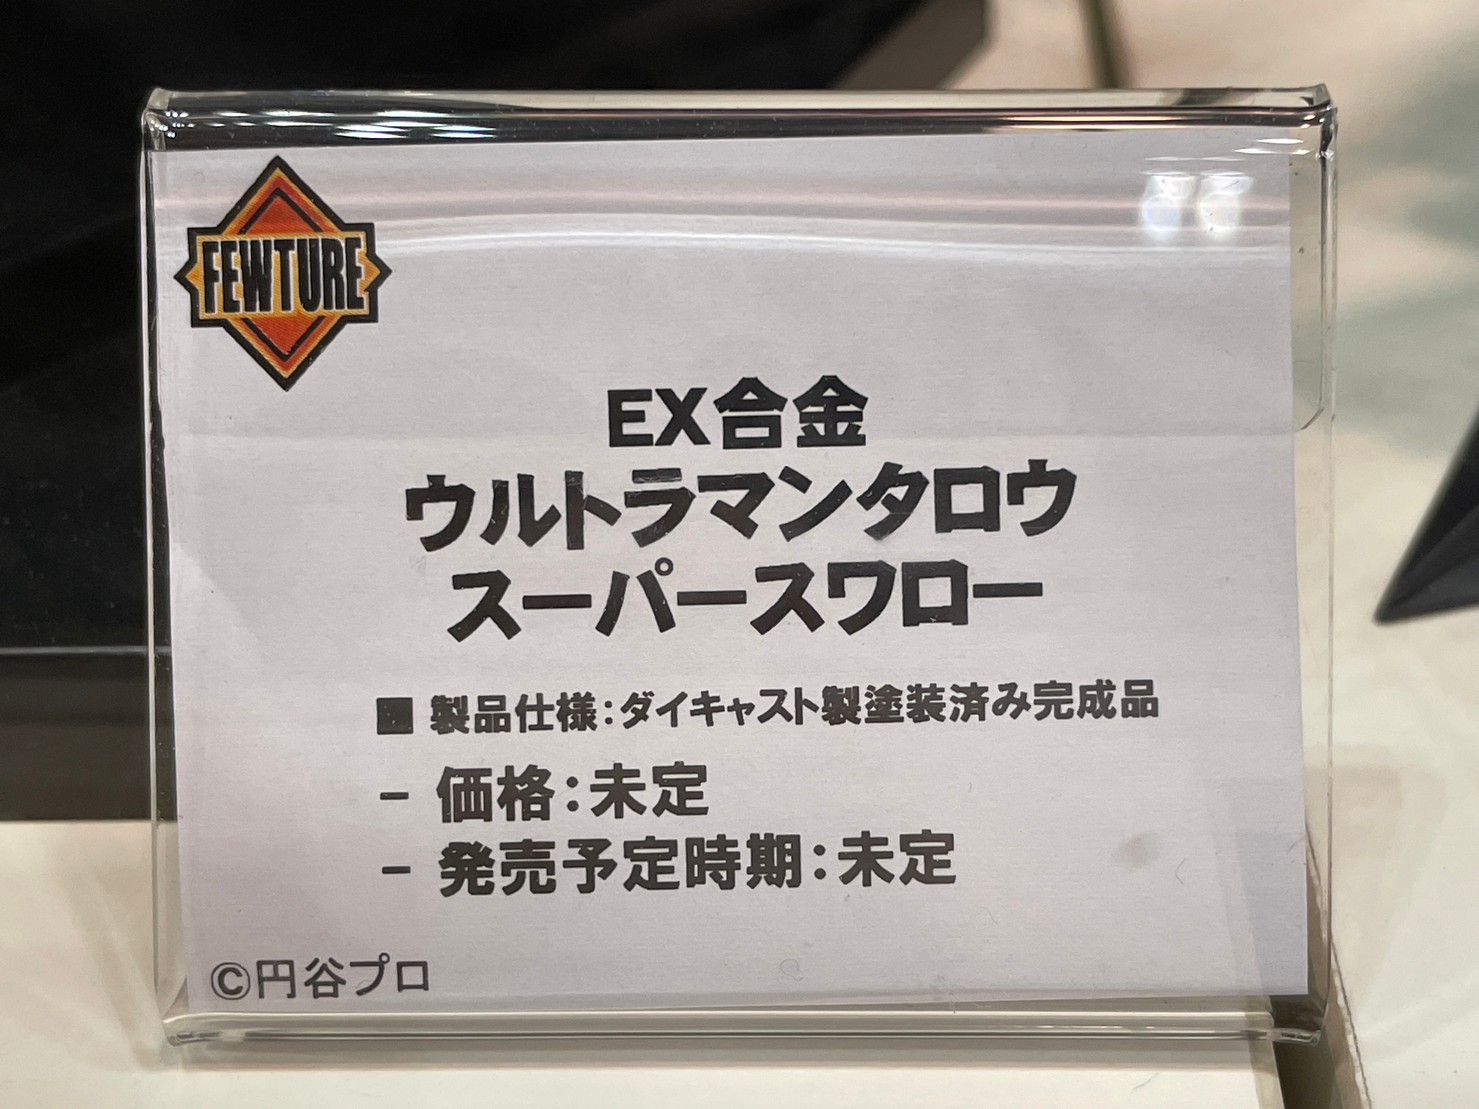 FEWTURE
EX合金
ウルトラマンタロウ
スーパースワロー
■ 製品仕様：ダイキャスト製塗装済み完成品
- 価格：未定
- 発売予定時期：未定
©円谷プロ